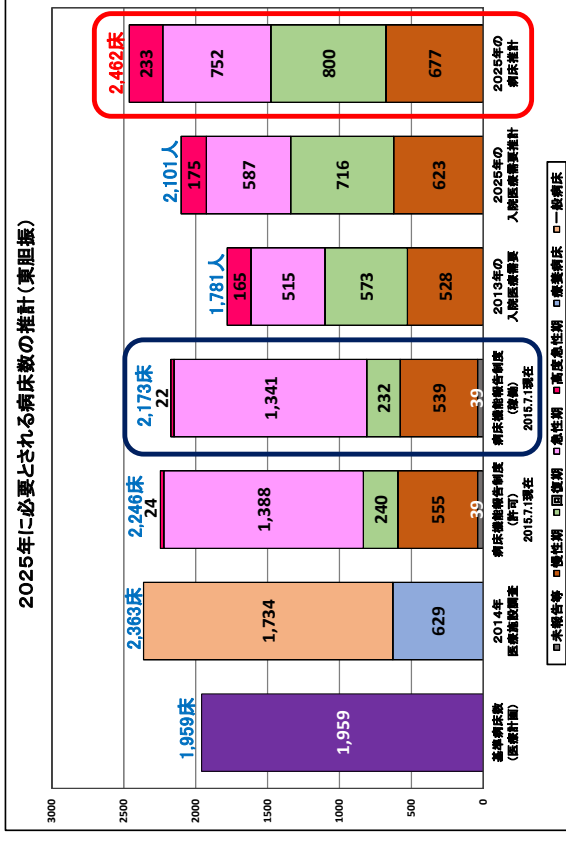 2025年に必要とされる病床数の推計(東胆振)
3000
2500
2000
1500
1000
500
0
1,959床
1,959
基準病床数
(医療計画)
2,363床
1,734
629
2014年
医療施設調査
2,246床
24
1,388
240
555
39
病床機能報告制度
(許可)
2015.7.1現在
2,173床
22
1,341
232
539
39
病床機能報告制度
(稼働)
2015.7.1現在
1,781人
165
515
573
528
2013年の
入院医療需要
2,101人
175
587
716
623
2025年の
入院医療需要推計
2,462床
233
752
800
677
2025年の
病床推計
未報告等 慢性期 回復期 急性期 高度急性期 療養病床 一般病床